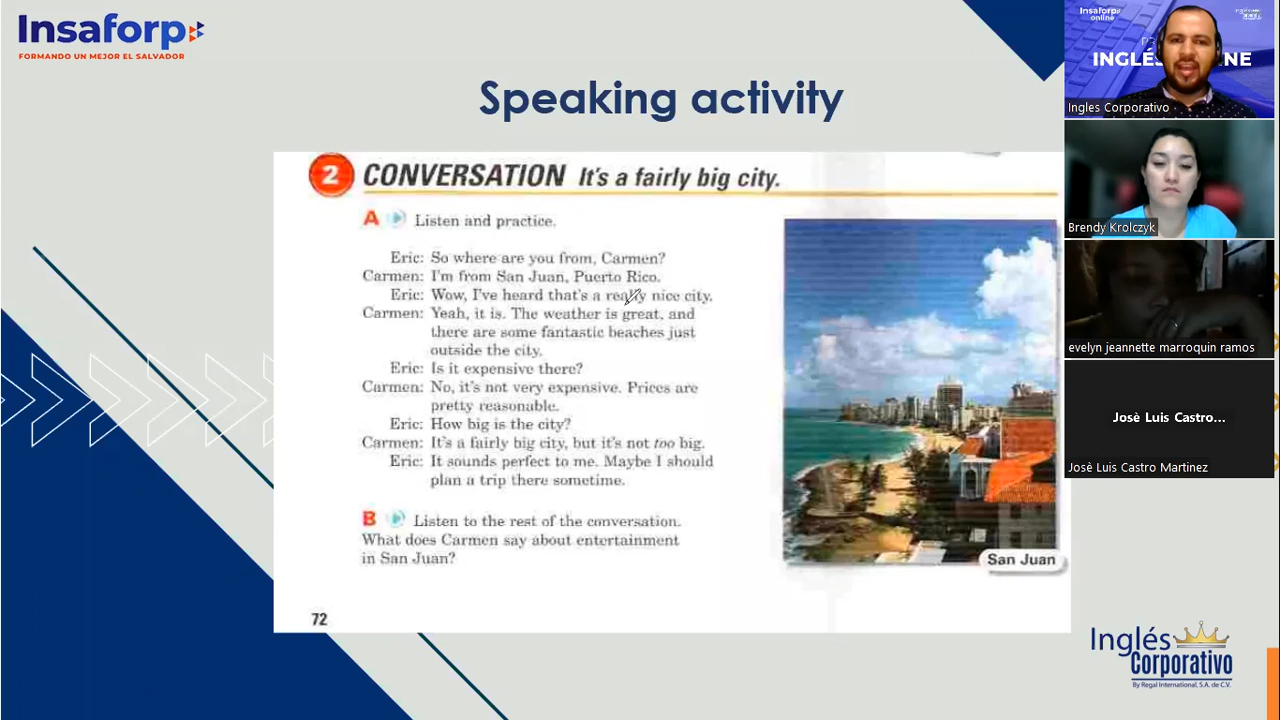 Insaforp
FORMANDO UN MEJOR EL SALVADOR
Speaking activity
2 CONVERSATION It's a fairly big city.
A Listen and practice.
Eric: So where are you from, Carmen?
Carmen: I'm from San Juan, Puerto Rico.
Eric: Wow, I've heard that's a really nice city.
Carmen: Yeah, it is. The weather is great, and
there are some fantastic beaches just
outside the city.
Eric: Is it expensive there?
Carmen: No, it's not very expensive. Prices are
pretty reasonable.
Eric: How big is the city?
Carmen: It's a fairly big city, but it's not too big.
Eric: It sounds perfect to me. Maybe I should
plan a trip there sometime.
B Listen to the rest of the conversation.
What does Carmen say about entertainment
in San Juan?
San Juan
72
Inglés
Corporativo
By Regal International, S.A. de C.V.
Insaforp
online
Ingles Corporativo
Brendy Krolczyk
evelyn jeannette marroquin ramos
Josè Luis Castro...
Josè Luis Castro Martinez